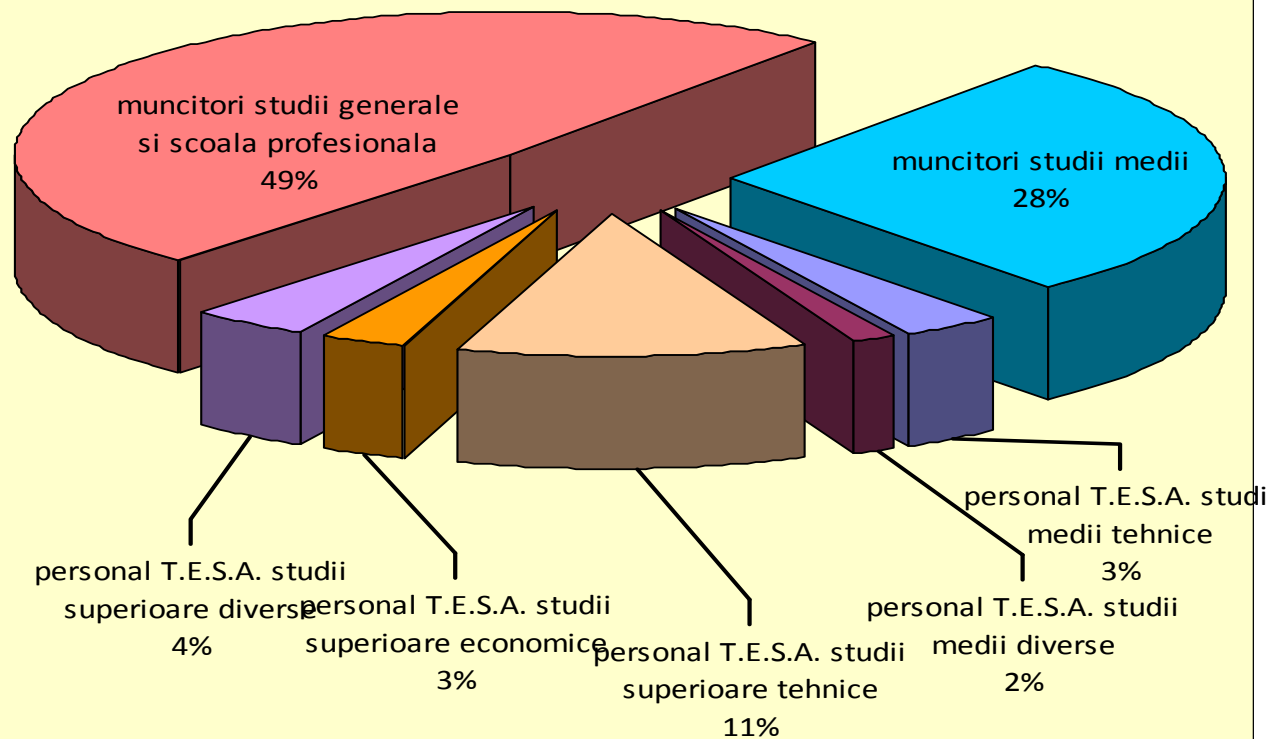 muncitori studii generale
si scoala profesionala
49%
muncitori studii medii
28%
personal T.E.S.A. studi
medii tehnice
3%
personal T.E.S.A. studii
medii diverse
2%
personal T.E.S.A. studii
superioare tehnice
11%
personal T.E.S.A. studii
superioare economice
3%
personal T.E.S.A. studii
superioare diverse
4%